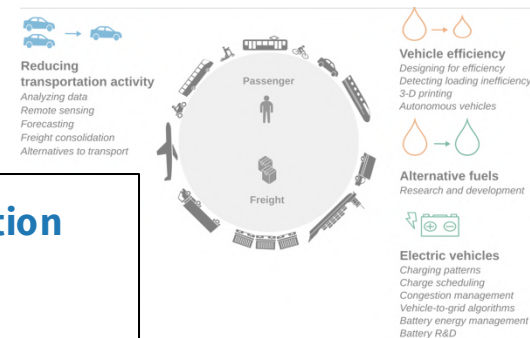 Reducing
transportation activity
Analyzing data
Remote sensing
Forecasting
Freight consolidation
Alternatives to transport
Passenger
Freight
Vehicle efficiency
Designing for efficiency
Detecting loading inefficiency
3-D printing
Autonomous vehicles
Alternative fuels
Research and development
Electric vehicles
Charging patterns
Charge scheduling
Congestion management
Vehicle-to-grid algorithms
Battery energy management
Battery R&D
tion